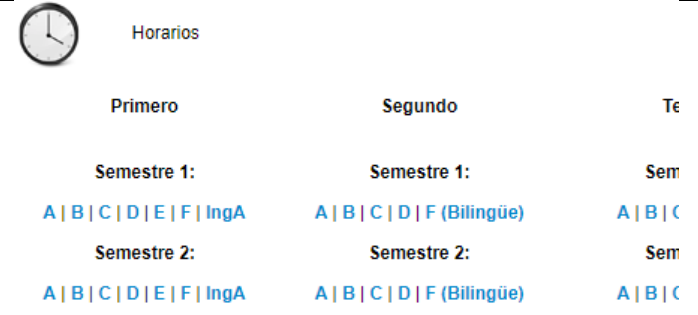 Horarios
Primero Segundo
Semestre 1: Semestre 1:
A | B | C | D | E | F | IngA A | B | C | D | F (Bilingüe) A | B |
Semestre 2: Semestre 2:
A | B | C | D | E | F | IngA A | B | C | D | F (Bilingüe) A | B |